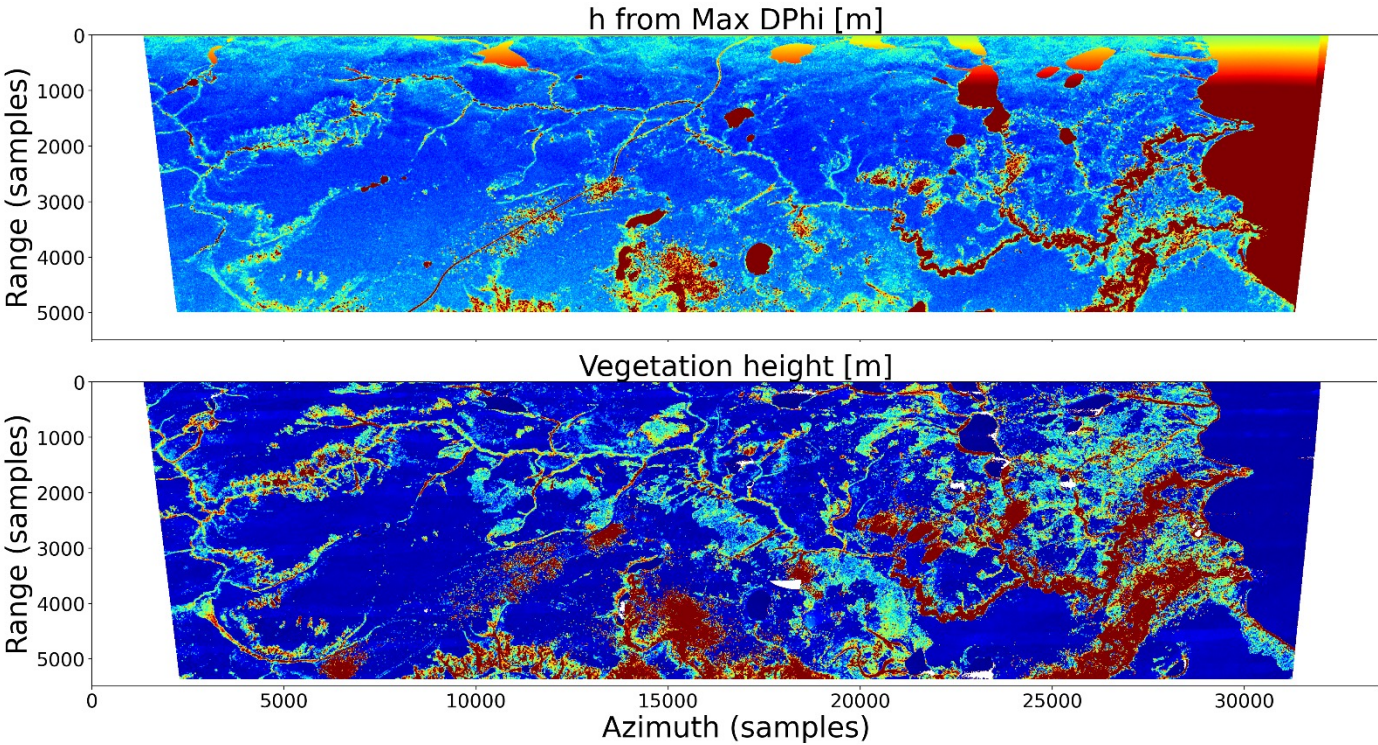 h from Max DPhi [m]
0
1000
2000
3000
4000
5000
Range (samples)
Vegetation height [m]
0
1000
2000
3000
4000
5000
Range (samples)
0 5000 10000 15000 20000 25000 30000
Azimuth (samples)